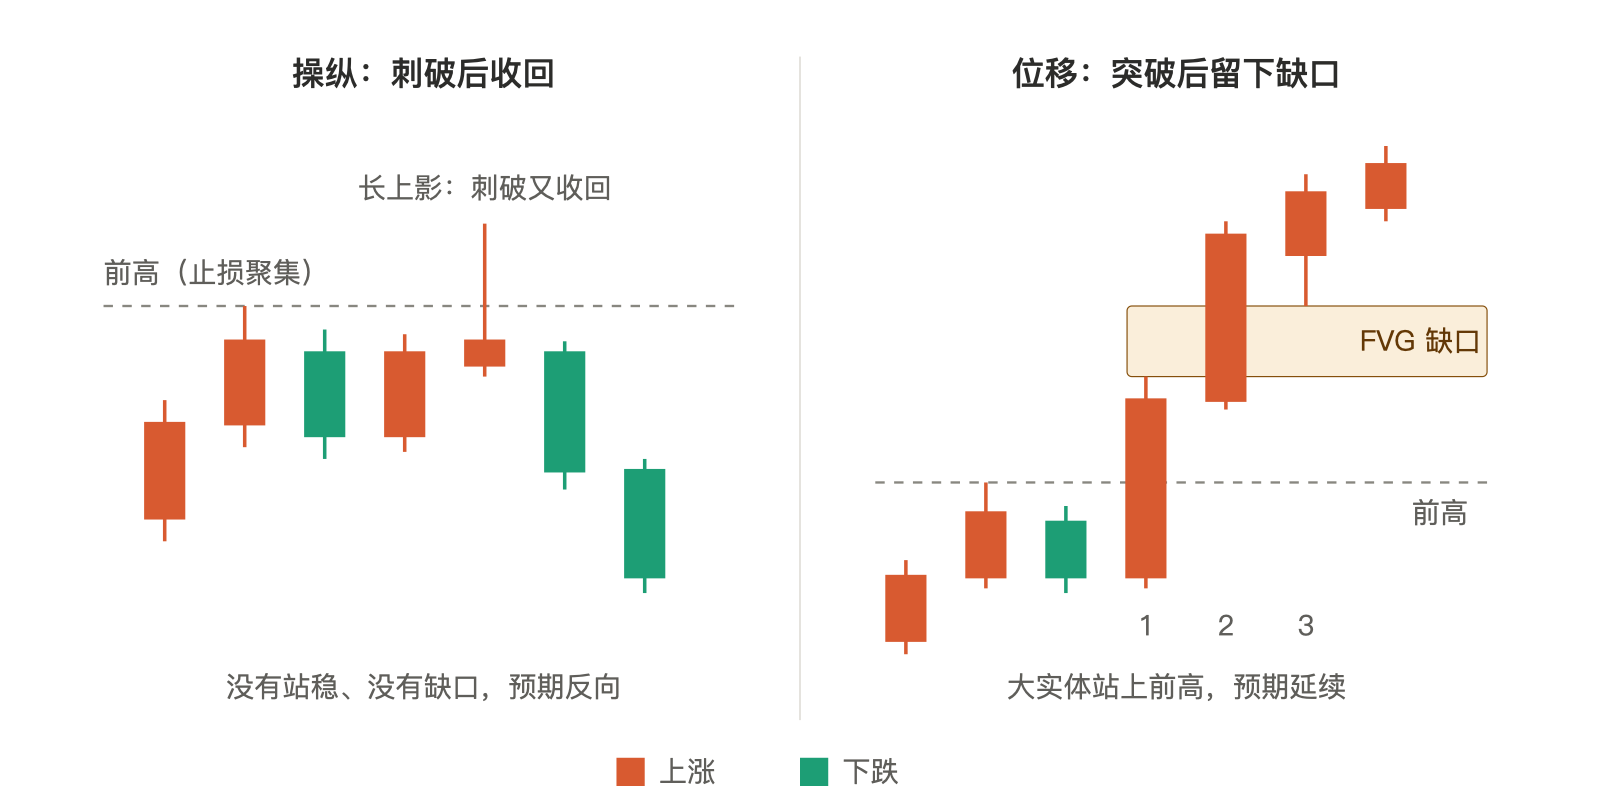 操纵：刺破后收回
长上影：刺破又收回
前高（止损聚集）
没有站稳、没有缺口，预期反向
位移：突破后留下缺口
FVG 缺口
前高
1 2 3
大实体站上前高，预期延续
上涨 下跌